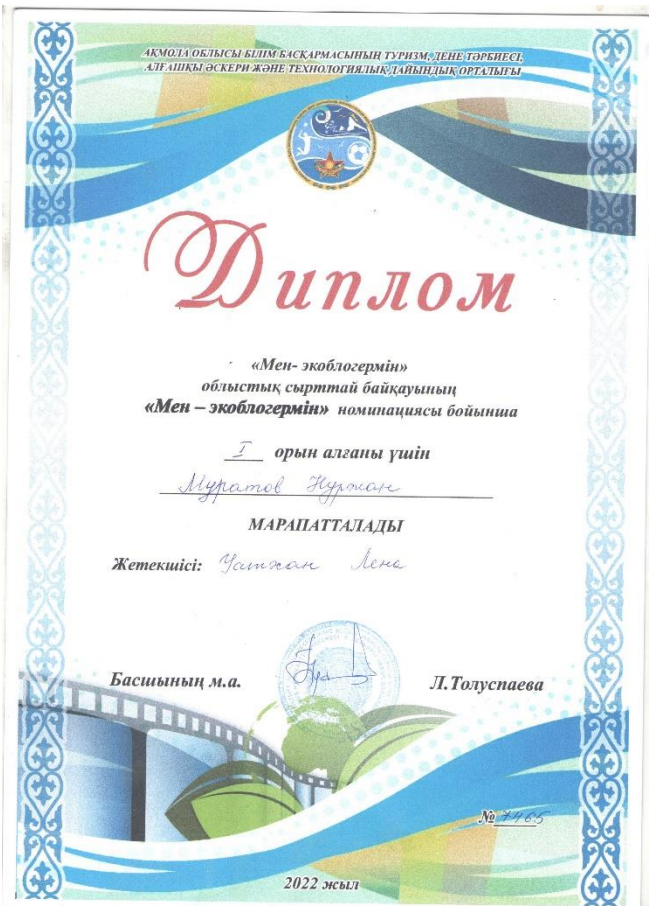 АҚМОЛА ОБЛЫСЫ БІЛІМ БАСҚАРМАСЫНЫҢ ТУРИЗМ, ДЕНЕ ТӘРБИЕСІ,
АЛҒАШҚЫ ӘСКЕРИ ЖӘНЕ ТЕХНОЛОГИЯЛЫҚ ДАЙЫНДЫҚ ОРТАЛЫҒЫ
Диплом
«Мен- экоблогермін»
облыстық сырттай байқауының
«Мен – экоблогермін» номинациясы бойынша
I орын алғаны үшін
Муратов Нуржан
МАРАПАТТАЛАДЫ
Жетекшісі: Уатхан Лена
Басшының м.а. Л.Толуспаева
№ 7465
2022 жыл